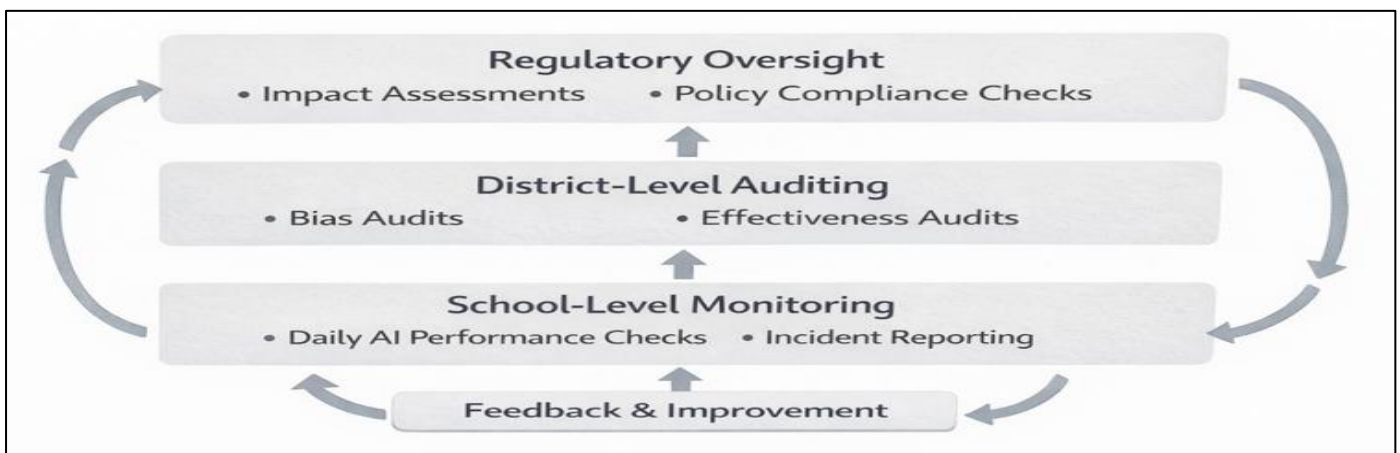 Regulatory Oversight
• Impact Assessments • Policy Compliance Checks
District-Level Auditing
• Bias Audits • Effectiveness Audits
School-Level Monitoring
• Daily AI Performance Checks • Incident Reporting
Feedback & Improvement